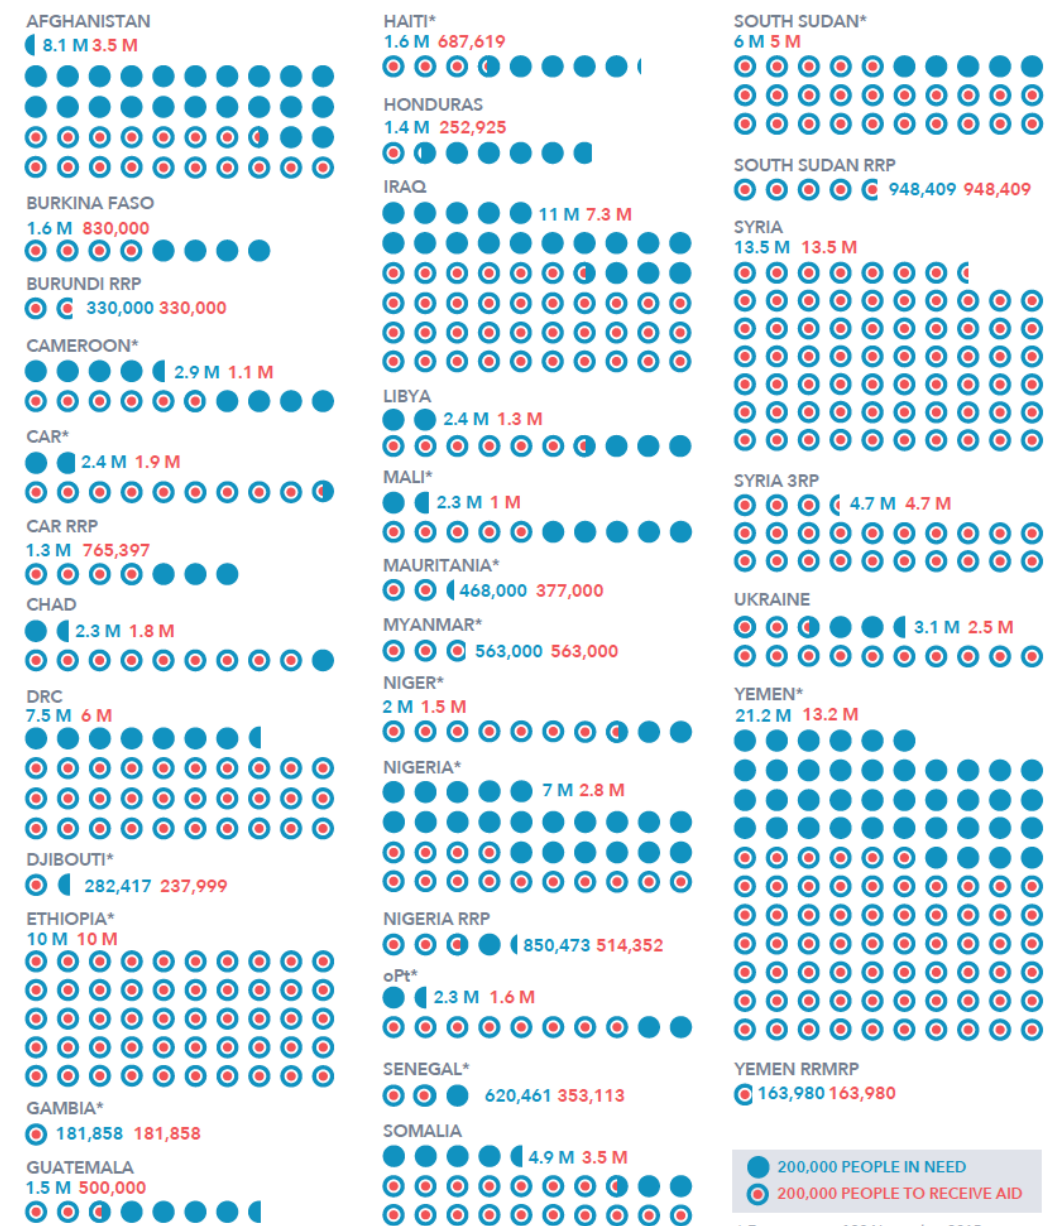 AFGHANISTAN
8.1 M 3.5 M
BURKINA FASO
1.6 M 830,000
BURUNDI RRP
330,000 330,000
CAMEROON*
2.9 M 1.1 M
CAR*
2.4 M 1.9 M
CAR RRP
1.3 M 765,397
CHAD
2.3 M 1.8 M
DRC
7.5 M 6 M
DJIBOUTI*
282,417 237,999
ETHIOPIA*
10 M 10 M
GAMBIA*
181,858 181,858
GUATEMALA
1.5 M 500,000
HAITI*
1.6 M 687,619
HONDURAS
1.4 M 252,925
IRAQ
11 M 7.3 M
LIBYA
2.4 M 1.3 M
MALI*
2.3 M 1 M
MAURITANIA*
468,000 377,000
MYANMAR*
563,000 563,000
NIGER*
2 M 1.5 M
NIGERIA*
7 M 2.8 M
NIGERIA RRP
850,473 514,352
oPt*
2.3 M 1.6 M
SENEGAL*
620,461 353,113
SOMALIA
4.9 M 3.5 M
SOUTH SUDAN*
6 M 5 M
SOUTH SUDAN RRP
948,409 948,409
SYRIA
13.5 M 13.5 M
SYRIA 3RP
4.7 M 4.7 M
UKRAINE
3.1 M 2.5 M
YEMEN*
21.2 M 13.2 M
YEMEN RRMRP
163,980 163,980
200,000 PEOPLE IN NEED
200,000 PEOPLE TO RECEIVE AID